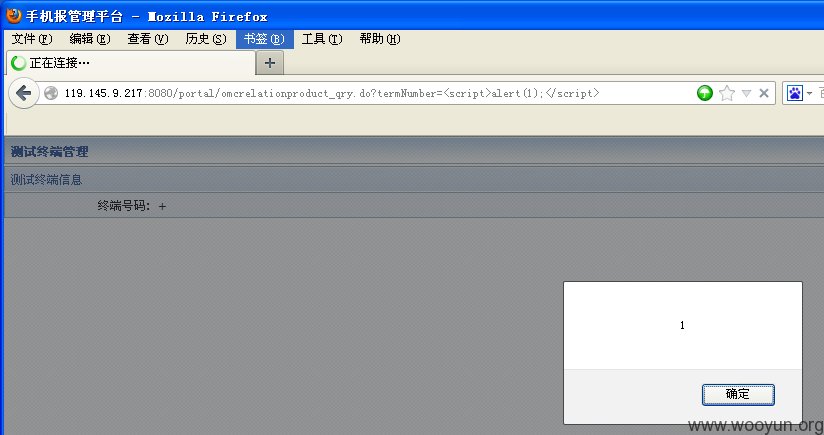 手机报管理平台 - Mozilla Firefox
文件(F) 编辑(E) 查看(V) 历史(S) 书签(B) 工具(T) 帮助(H)
正在连接… +
119.145.9.217:8080/portal/omcrelationproduct_qry.do?termNumber=<script>alert(1);</script>
测试终端管理
测试终端信息
终端号码: +
1
确定
www.wooyun.org